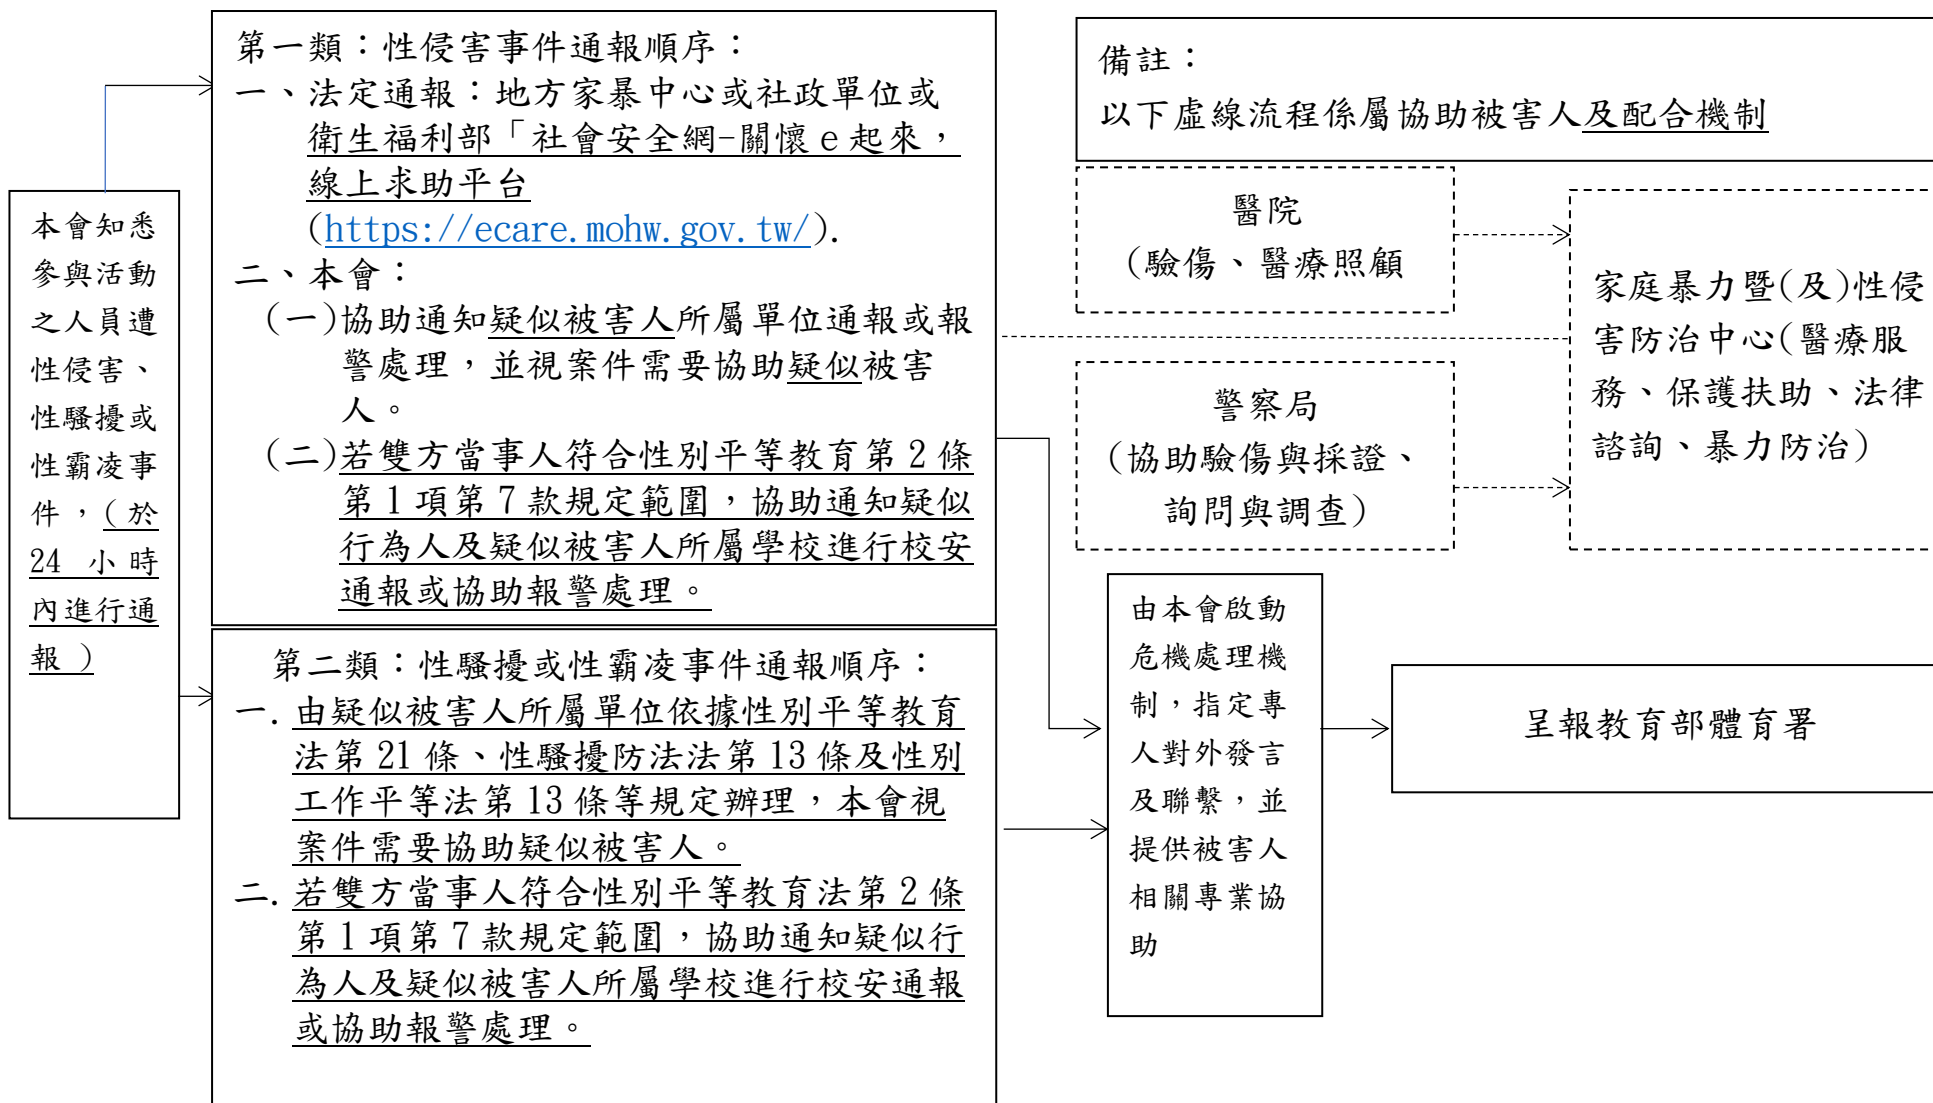 本會知悉
參與活動
之人員遭
性侵害、
性騷擾或
性霸凌事
件，(於
24 小時
內進行通
報 )
第一類：性侵害事件通報順序：
一、法定通報：地方家暴中心或社政單位或
衛生福利部「社會安全網-關懷 e 起來，
線上求助平台
(https://ecare.mohw.gov.tw/).
二、本會：
(一)協助通知疑似被害人所屬單位通報或報
警處理，並視案件需要協助疑似被害
人。
(二)若雙方當事人符合性別平等教育第 2 條
第 1 項第 7 款規定範圍，協助通知疑似
行為人及疑似被害人所屬學校進行校安
通報或協助報警處理。
第二類：性騷擾或性霸凌事件通報順序：
一. 由疑似被害人所屬單位依據性別平等教育
法第 21 條、性騷擾防法法第 13 條及性別
工作平等法第 13 條等規定辦理，本會視
案件需要協助疑似被害人。
二. 若雙方當事人符合性別平等教育法第 2 條
第 1 項第 7 款規定範圍，協助通知疑似行
為人及疑似被害人所屬學校進行校安通報
或協助報警處理。
備註：
以下虛線流程係屬協助被害人及配合機制
醫院
(驗傷、醫療照顧
警察局
(協助驗傷與採證、
詢問與調查)
家庭暴力暨(及)性侵
害防治中心(醫療服
務、保護扶助、法律
諮詢、暴力防治)
由本會啟動
危機處理機
制，指定專
人對外發言
及聯繫，並
提供被害人
相關專業協
助
呈報教育部體育署